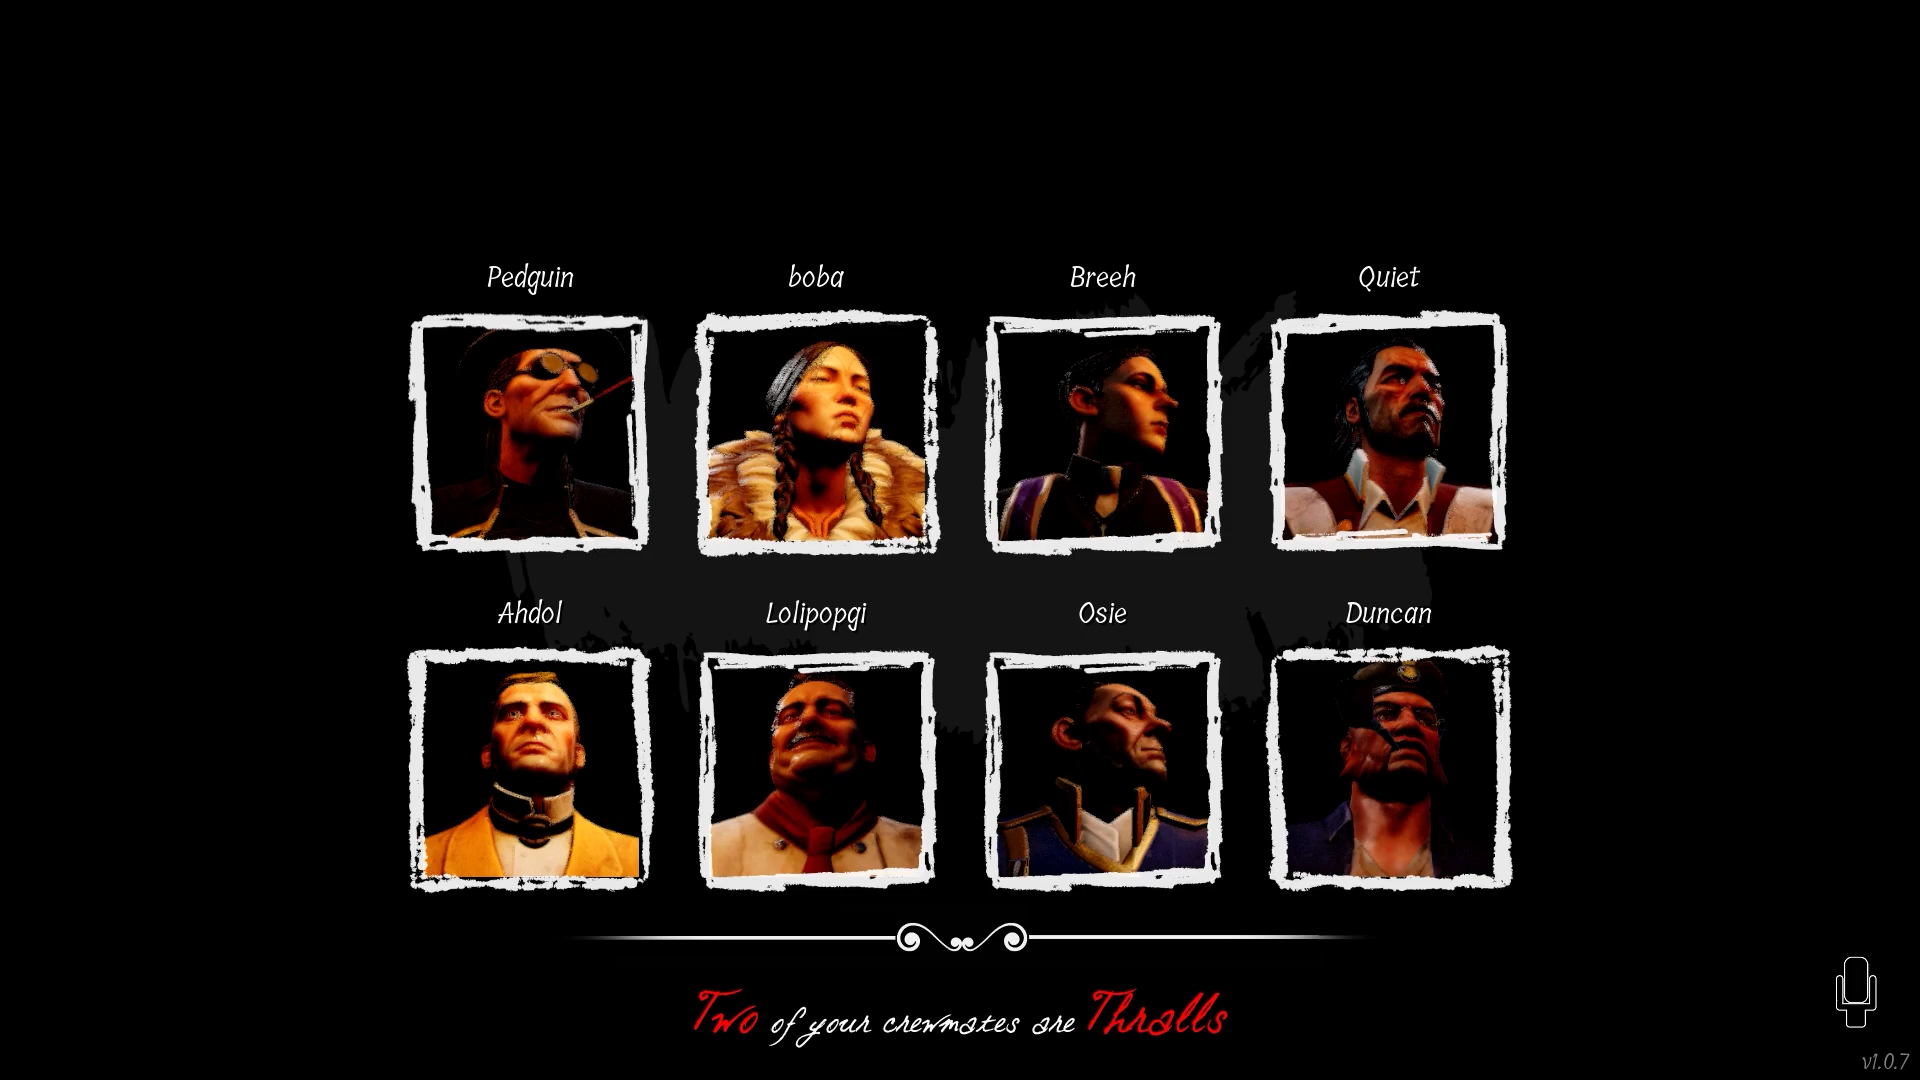 Pedguin
boba
Breeh
Quiet
Ahdol
Lolipopgi
Osie
Duncan
Two of your crewmates are Thralls
v1.0.7